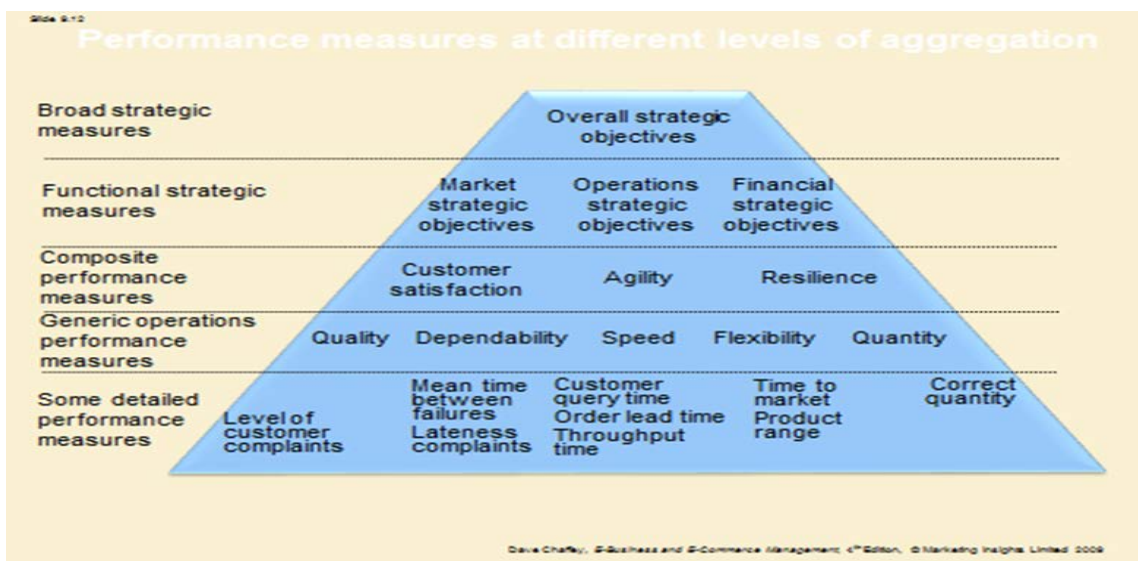 Slide 9.12
Performance measures at different levels of aggregation
Broad strategic
measures
Overall strategic
objectives
Functional strategic
measures
Market
strategic
objectives
Operations
strategic
objectives
Financial
strategic
objectives
Composite
performance
measures
Customer
satisfaction
Agility
Resilience
Generic operations
performance
measures
Quality
Dependability
Speed
Flexibility
Quantity
Some detailed
performance
measures
Level of
customer
complaints
Mean time
between
failures
Lateness
complaints
Customer
query time
Order lead time
Throughput
time
Time to
market
Product
range
Correct
quantity
Dave Chaffey, E-Business and E-Commerce Management, 4th Edition, © Marketing Insights Limited 2009